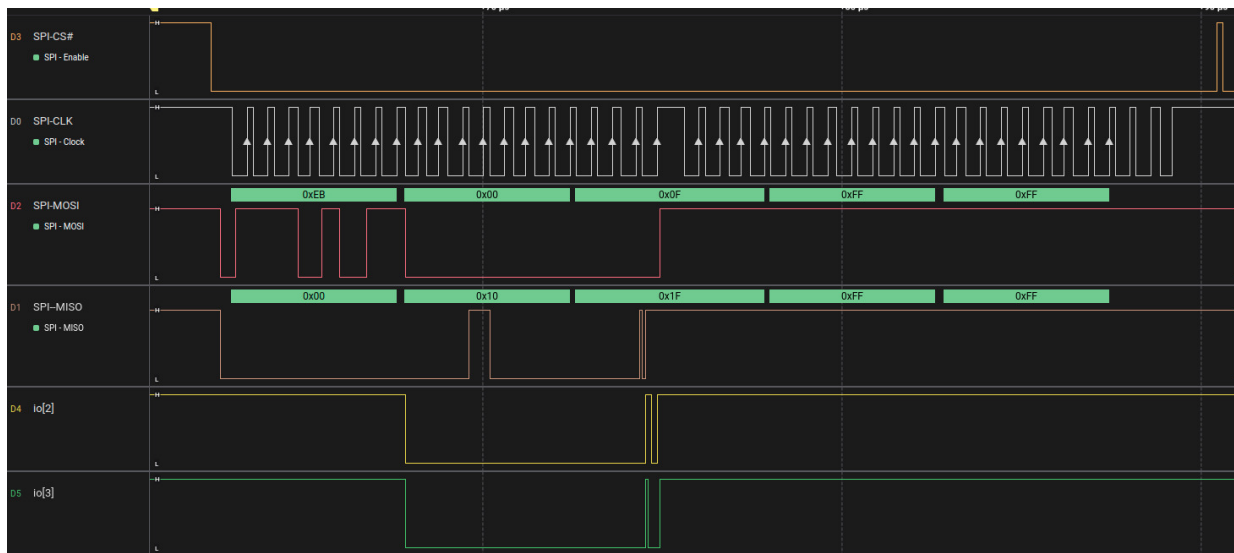 D3 SPI-CS#
SPI - Enable
H
L
D0 SPI-CLK
SPI - Clock
H
L
0xEB 0x00 0x0F 0xFF 0xFF
D2 SPI-MOSI
SPI - MOSI
H
L
0x00 0x10 0x1F 0xFF 0xFF
D1 SPI--MISO
SPI - MISO
H
L
D4 io[2]
H
L
D5 io[3]
H
L